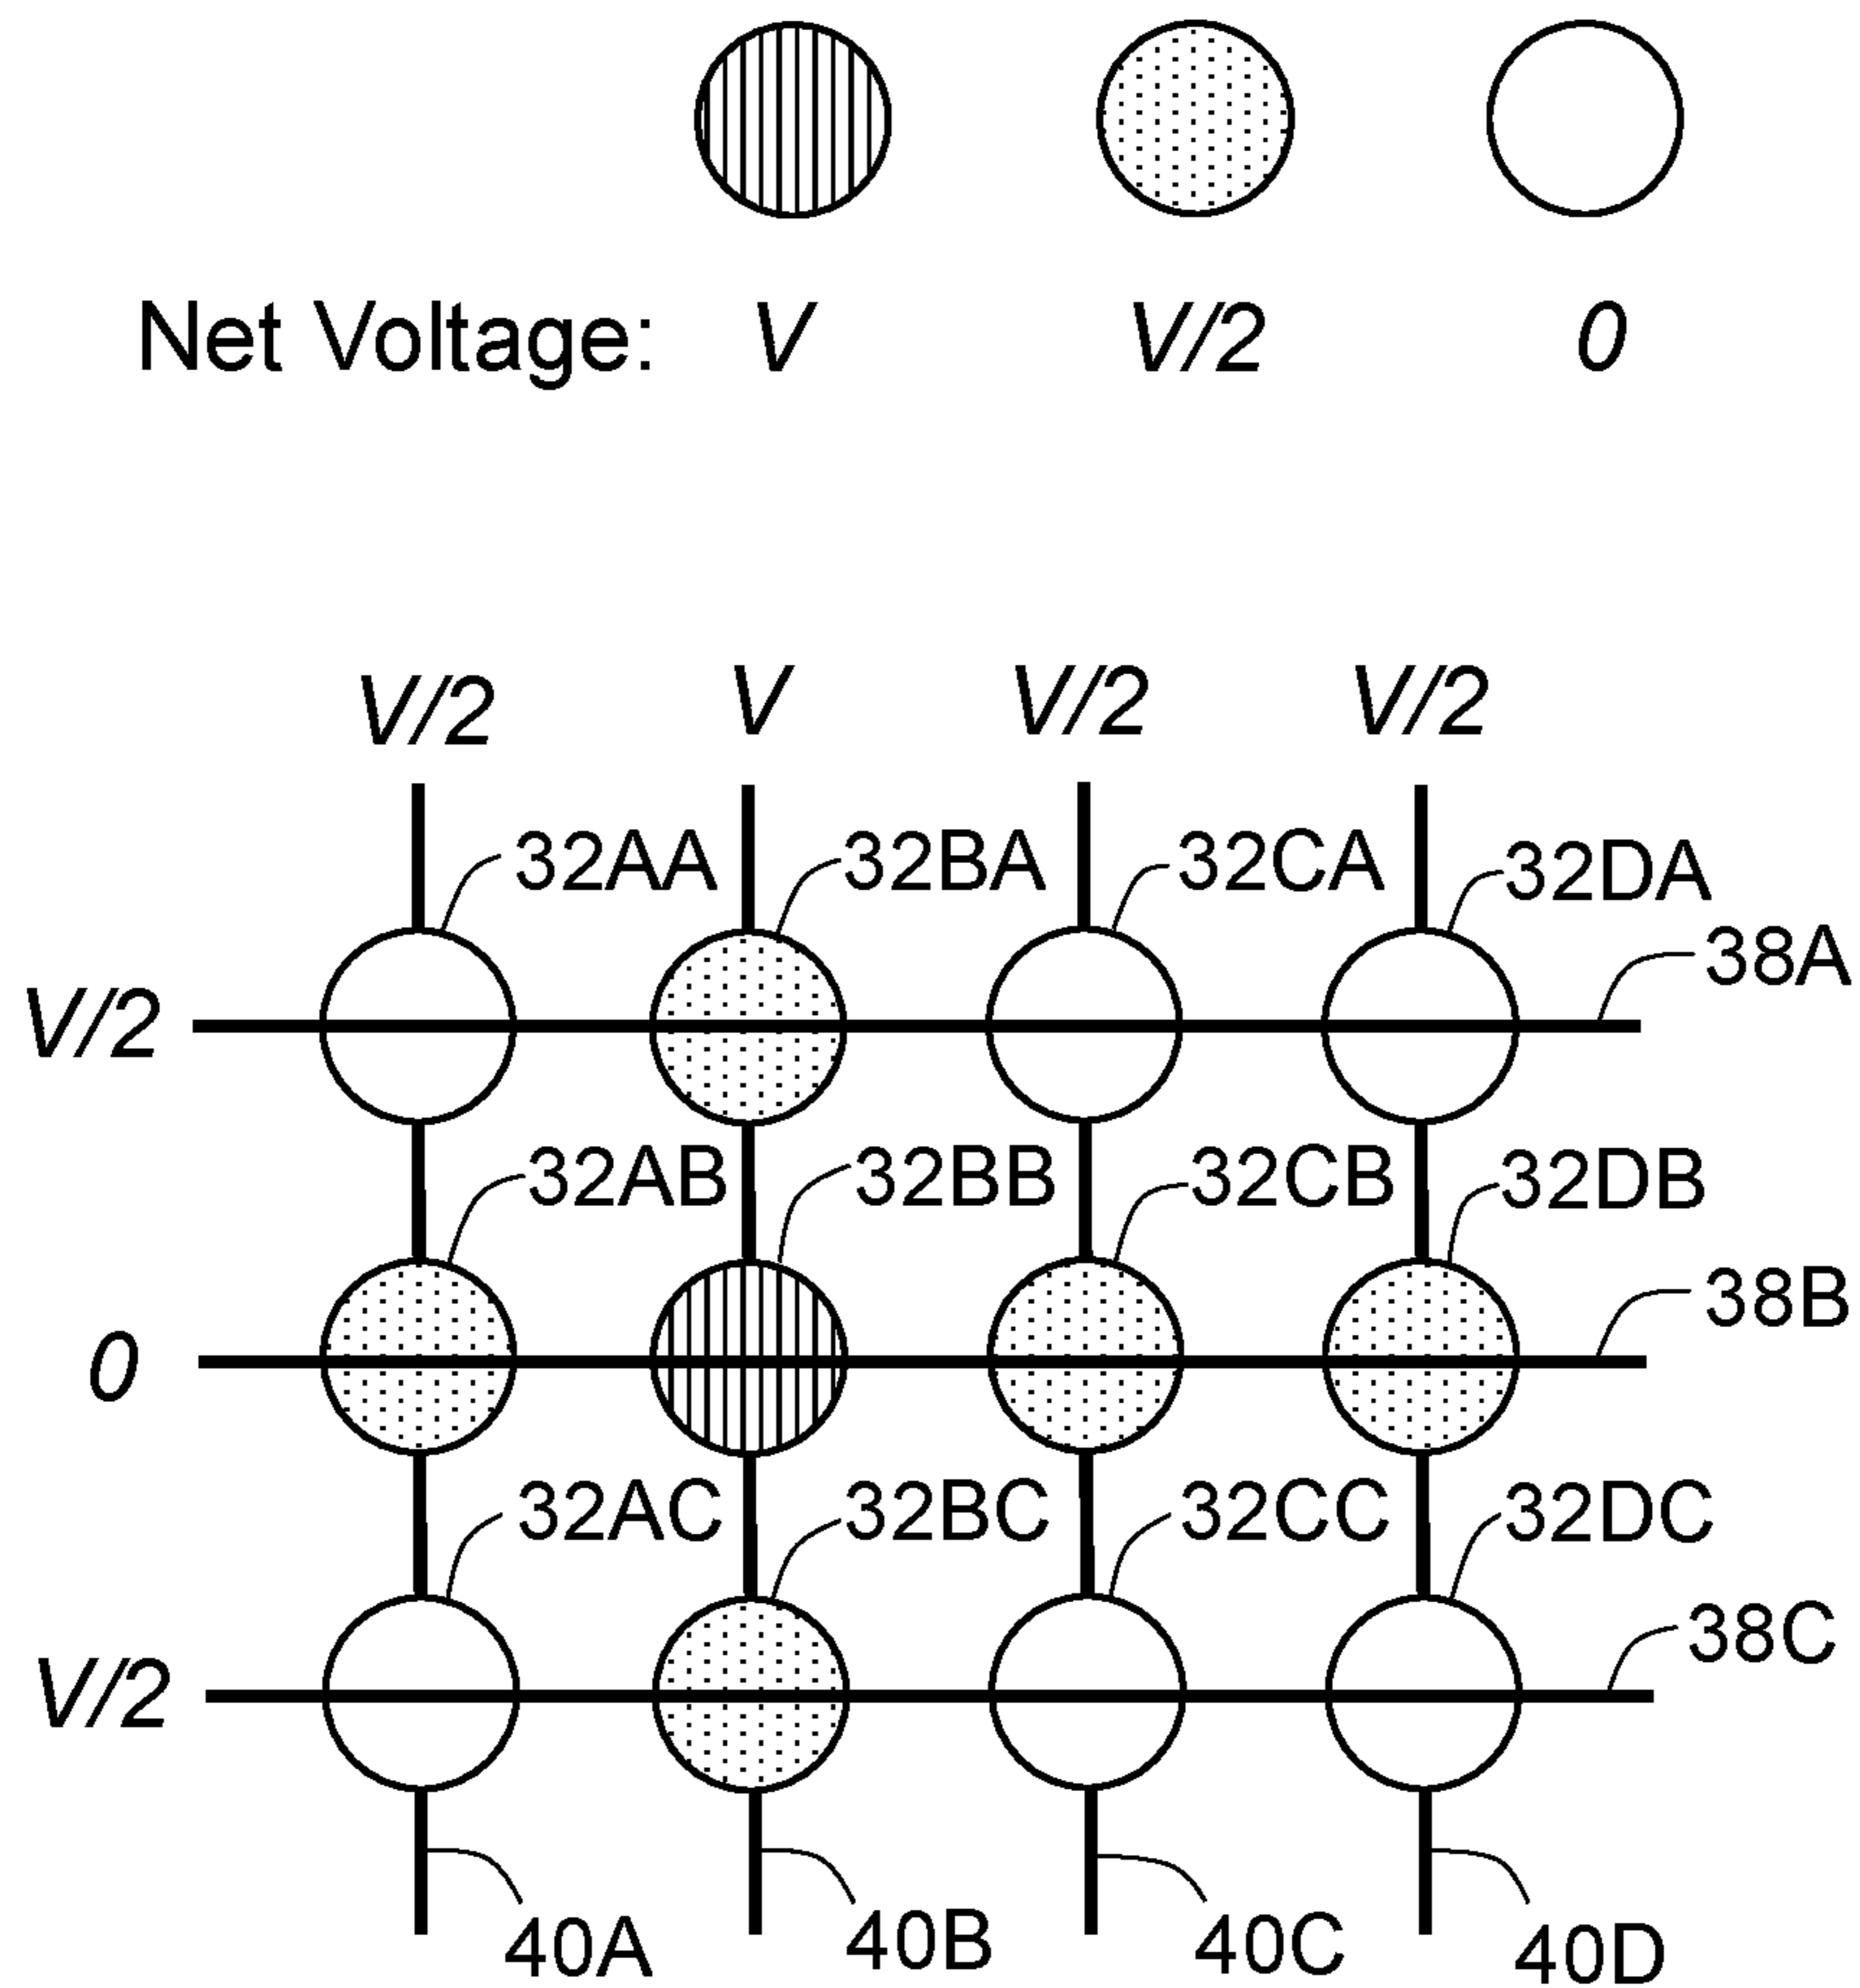 Net Voltage: V V/2 0
V/2 V V/2 V/2
32AA 32BA 32CA 32DA
38A
V/2
32AB 32BB 32CB 32DB
38B
0
32AC 32BC 32CC 32DC
38C
V/2
40A 40B 40C 40D